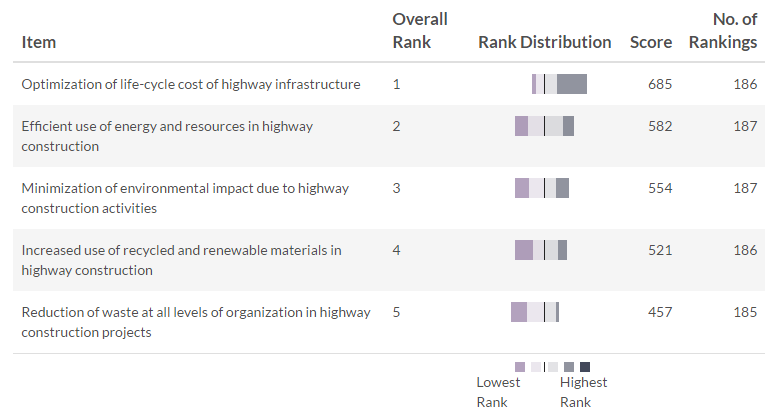 Item Overall Rank Rank Distribution Score No. of Rankings
Optimization of life-cycle cost of highway infrastructure 1 685 186
Efficient use of energy and resources in highway
construction 2 582 187
Minimization of environmental impact due to highway
construction activities 3 554 187
Increased use of recycled and renewable materials in
highway construction 4 521 186
Reduction of waste at all levels of organization in highway
construction projects 5 457 185
Lowest Rank Highest Rank